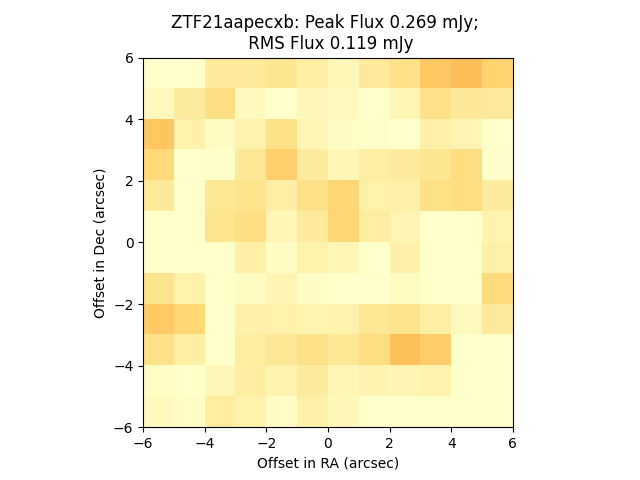 ZTF21aapecxb: Peak Flux 0.269 mJy;
RMS Flux 0.119 mJy
6
4
2
0
−2
−4
−6
Offset in Dec (arcsec)
−6 −4 −2 0 2 4 6
Offset in RA (arcsec)